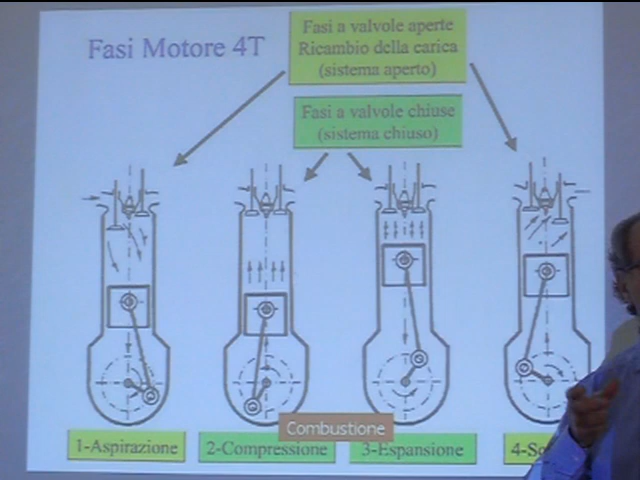 Fasi Motore 4T
Fasi a valvole aperte
Ricambio della carica
(sistema aperto)
Fasi a valvole chiuse
(sistema chiuso)
Combustione
1-Aspirazione
2-Compressione
3-Espansione